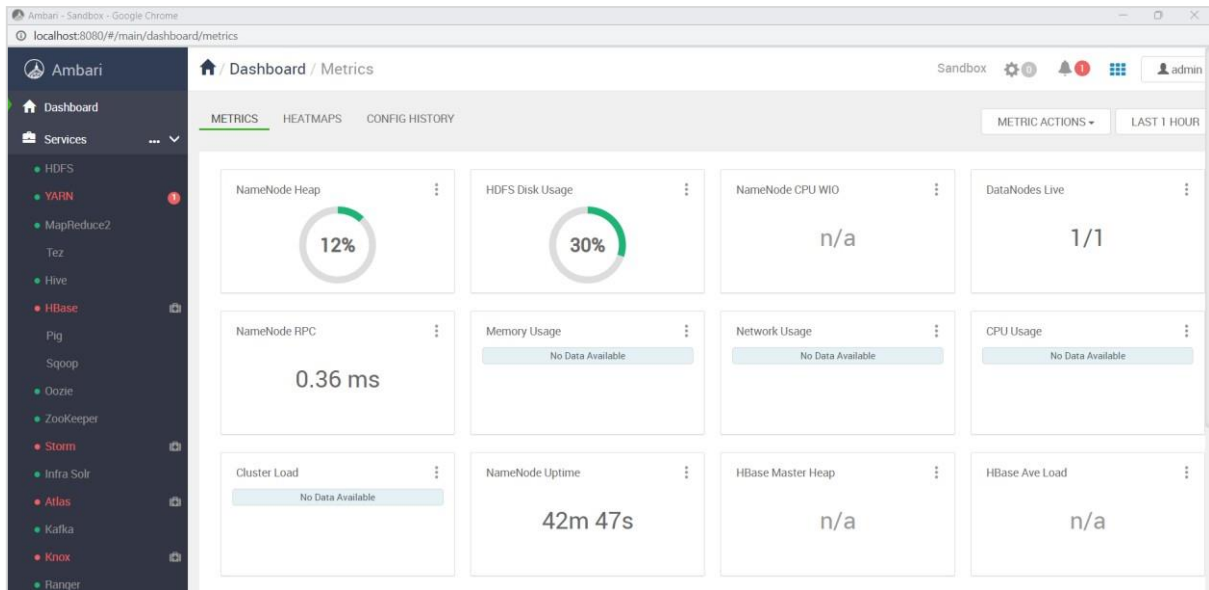 Ambari - Sandbox - Google Chrome
localhost:8080/#/main/dashboard/metrics
Ambari
/ Dashboard / Metrics
Sandbox 0 1 admin
Dashboard
Services ...
HDFS
YARN 1
MapReduce2
Tez
Hive
HBase
Pig
Sqoop
Oozie
ZooKeeper
Storm
Infra Solr
Atlas
Kafka
Knox
Ranger
METRICS HEATMAPS CONFIG HISTORY
METRIC ACTIONS LAST 1 HOUR
NameNode Heap
12%
HDFS Disk Usage
30%
NameNode CPU WIO
n/a
DataNodes Live
1/1
NameNode RPC
0.36 ms
Memory Usage
No Data Available
Network Usage
No Data Available
CPU Usage
No Data Available
Cluster Load
No Data Available
NameNode Uptime
42m 47s
HBase Master Heap
n/a
HBase Ave Load
n/a